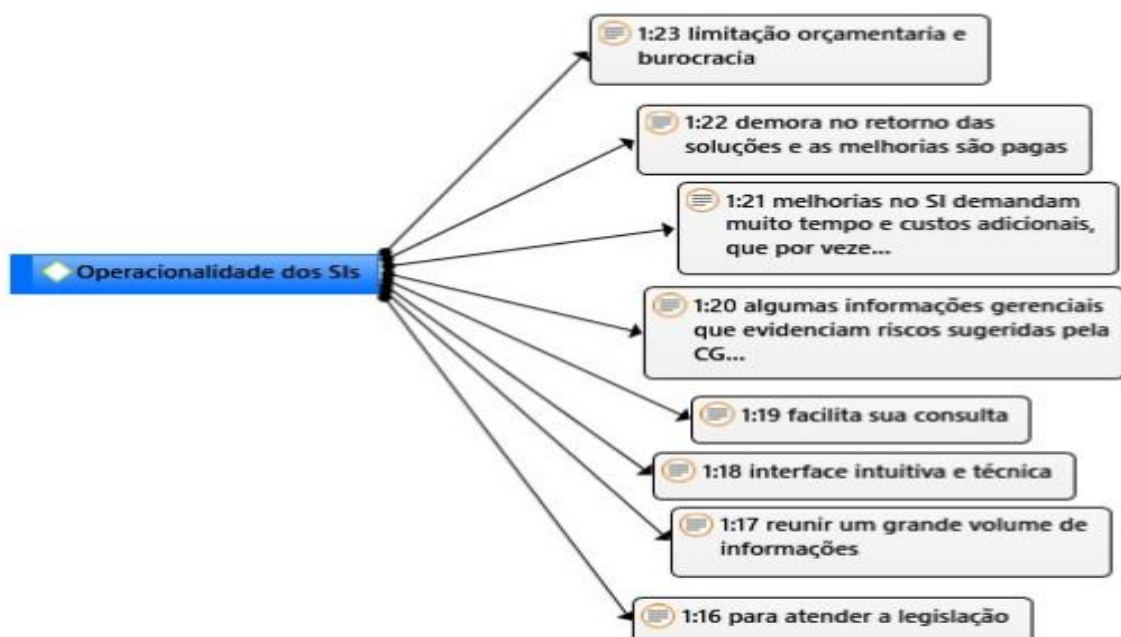 1:23 limitação orçamentaria e
burocracia
1:22 demora no retorno das
soluções e as melhorias são pagas
1:21 melhorias no SI demandam
muito tempo e custos adicionais,
que por veze...
Operacionalidade dos SIs
1:20 algumas informações gerenciais
que evidenciam riscos sugeridas pela
CG...
1:19 facilita sua consulta
1:18 interface intuitiva e técnica
1:17 reunir um grande volume de
informações
1:16 para atender a legislação